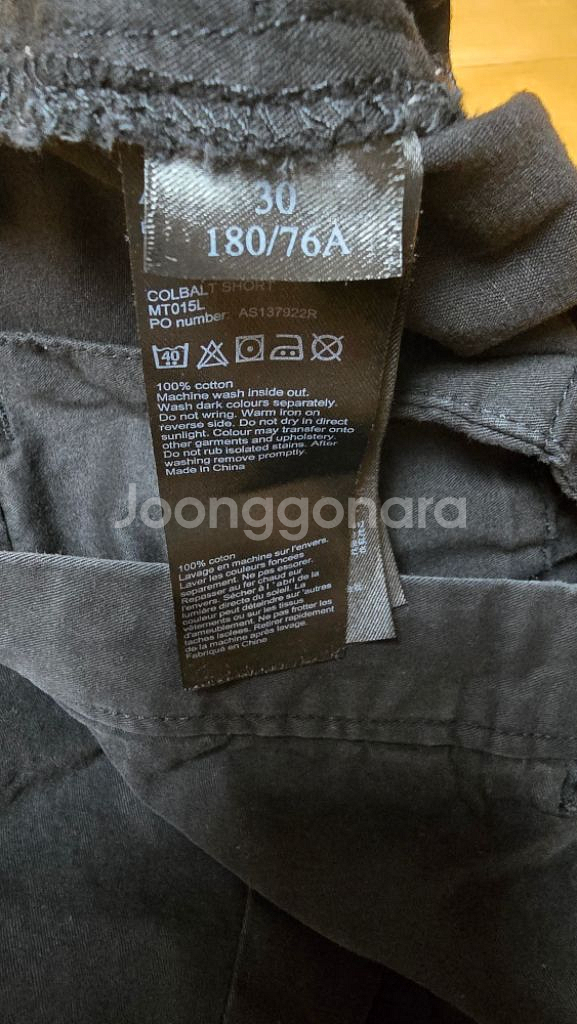 30
180/76A
COLBALT SHORT
MT015L
PO number: AS137922R
40
100% cotton
Machine wash inside out.
Wash dark colours separately.
Do not wring. Warm iron on
reverse side. Do not dry in direct
sunlight. Colour may transfer onto
other garments and upholstery.
Do not rub isolated stains. After
washing remove promptly.
Made in China
Joonggonara
100% coton
Lavage en machine sur l'envers.
Laver les couleurs foncées
séparement. Ne pas essorer.
Repasser au fer chaud sur
l'envers. Sécher à l'abri de la
lumière directe du soleil. La
couleur peut déteindre sur 'autres
vêtements ou sur les tissus
d'ameublement. Ne pas frotter les
taches isolées. Retirer rapidement
de la machine après lavage.
Fabriqué en Chine